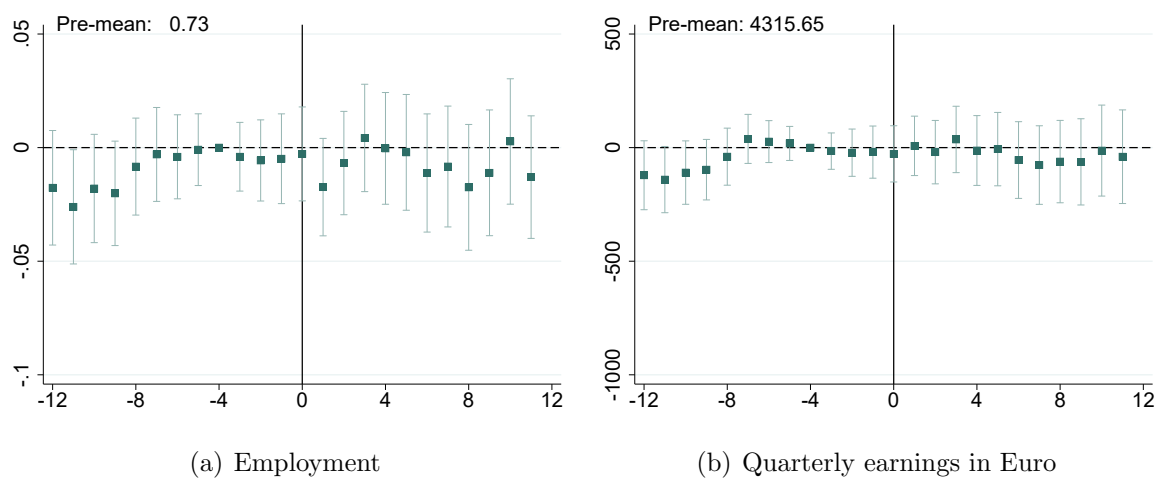 Pre-mean: 0.73
.05
0
-.05
-.1
-12 -8 -4 0 4 8 12
(a) Employment
Pre-mean: 4315.65
500
0
-500
-1000
-12 -8 -4 0 4 8 12
(b) Quarterly earnings in Euro